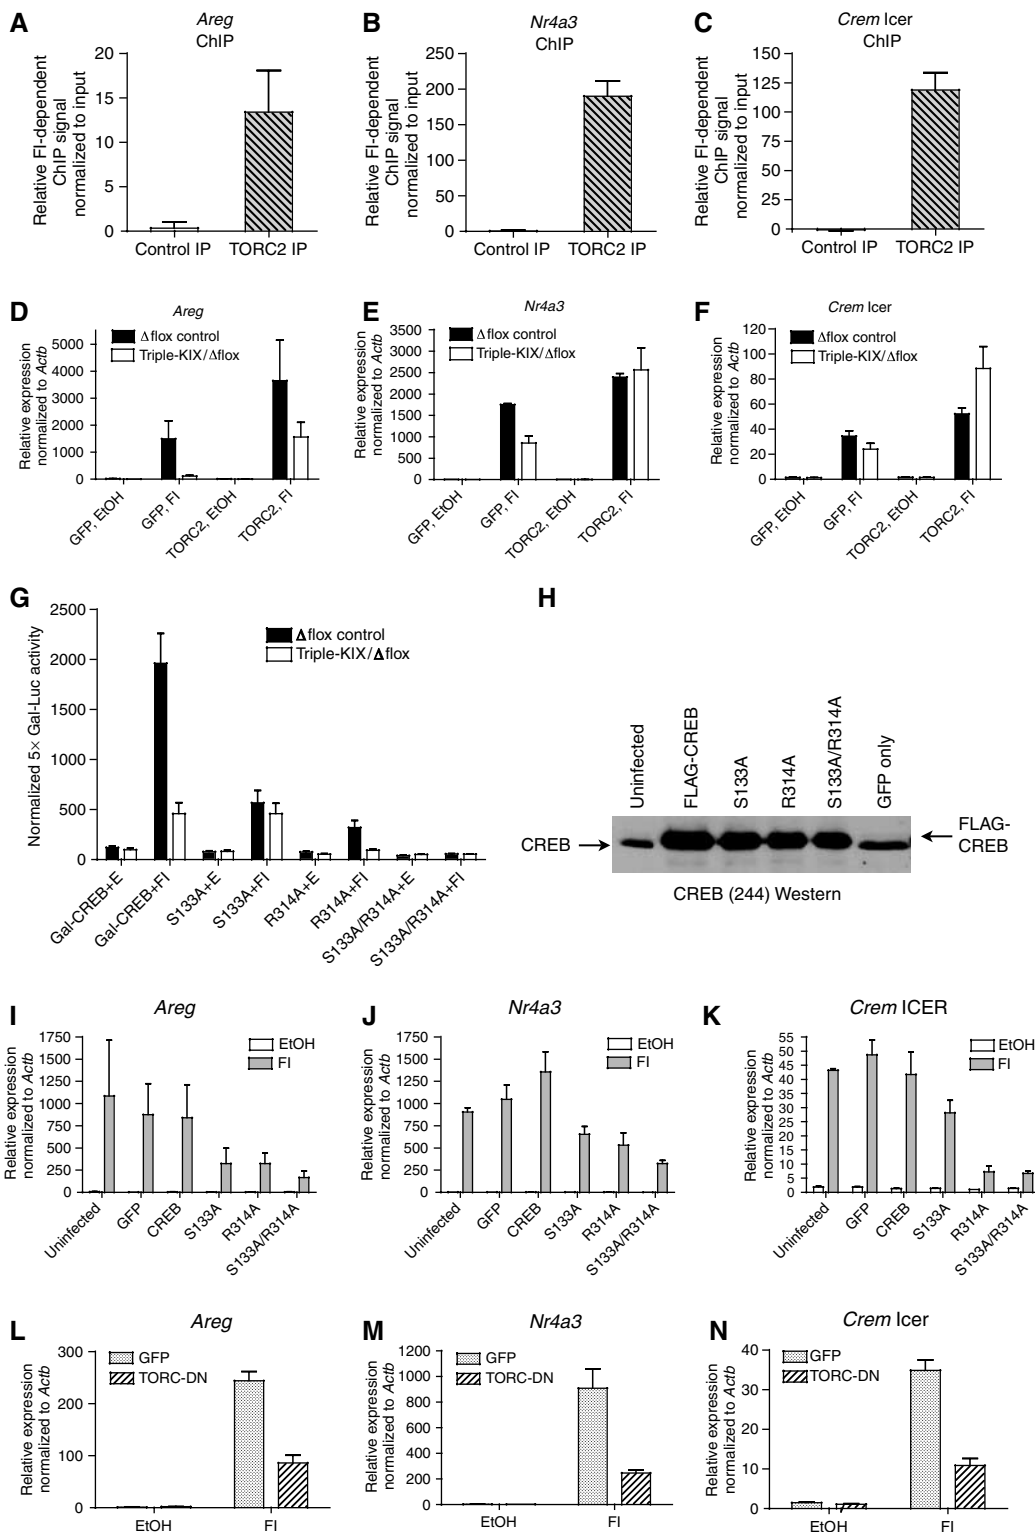 A
Areg
ChIP
Relative FI-dependent
ChIP signal
normalized to input
20
15
10
5
0
Control IP
TORC2 IP
B
Nr4a3
ChIP
Relative FI-dependent
ChIP signal
normalized to input
250
200
150
100
50
0
Control IP
TORC2 IP
C
Crem Icer
ChIP
Relative FI-dependent
ChIP signal
normalized to input
150
125
100
75
50
25
0
Control IP
TORC2 IP
D
Areg
Δflox control
Triple-KIX/Δflox
Relative expression
normalized to Actb
5000
4000
3000
2000
1000
0
GFP, EtOH
GFP, FI
TORC2, EtOH
TORC2, FI
E
Nr4a3
Δflox control
Triple-KIX/Δflox
Relative expression
normalized to Actb
3500
3000
2500
2000
1500
1000
500
0
GFP, EtOH
GFP, FI
TORC2, EtOH
TORC2, FI
F
Crem Icer
Δflox control
Triple-KIX/Δflox
Relative expression
normalized to Actb
120
100
80
60
40
20
0
GFP, EtOH
GFP, FI
TORC2, EtOH
TORC2, FI
G
Normalized 5× Gal-Luc activity
2500
2000
1500
1000
500
0
Δflox control
Triple-KIX/Δflox
Gal-CREB+E
Gal-CREB+FI
S133A+E
S133A+FI
R314A+E
R314A+FI
S133A/R314A+E
S133A/R314A+FI
H
Uninfected
FLAG-CREB
S133A
R314A
S133A/R314A
GFP only
CREB
FLAG-
CREB
CREB (244) Western
I
Areg
EtOH
FI
Relative expression
normalized to Actb
1750
1500
1250
1000
750
500
250
0
Uninfected
GFP
CREB
S133A
R314A
S133A/R314A
J
Nr4a3
EtOH
FI
Relative expression
normalized to Actb
1750
1500
1250
1000
750
500
250
0
Uninfected
GFP
CREB
S133A
R314A
S133A/R314A
K
Crem ICER
EtOH
FI
Relative expression
normalized to Actb
55
50
45
40
35
30
25
20
15
10
5
0
Uninfected
GFP
CREB
S133A
R314A
S133A/R314A
L
Areg
GFP
TORC-DN
Relative expression
normalized to Actb
300
200
100
0
EtOH
FI
M
Nr4a3
GFP
TORC-DN
Relative expression
normalized to Actb
1200
1000
800
600
400
200
0
EtOH
FI
N
Crem Icer
GFP
TORC-DN
Relative expression
normalized to Actb
40
30
20
10
0
EtOH
FI